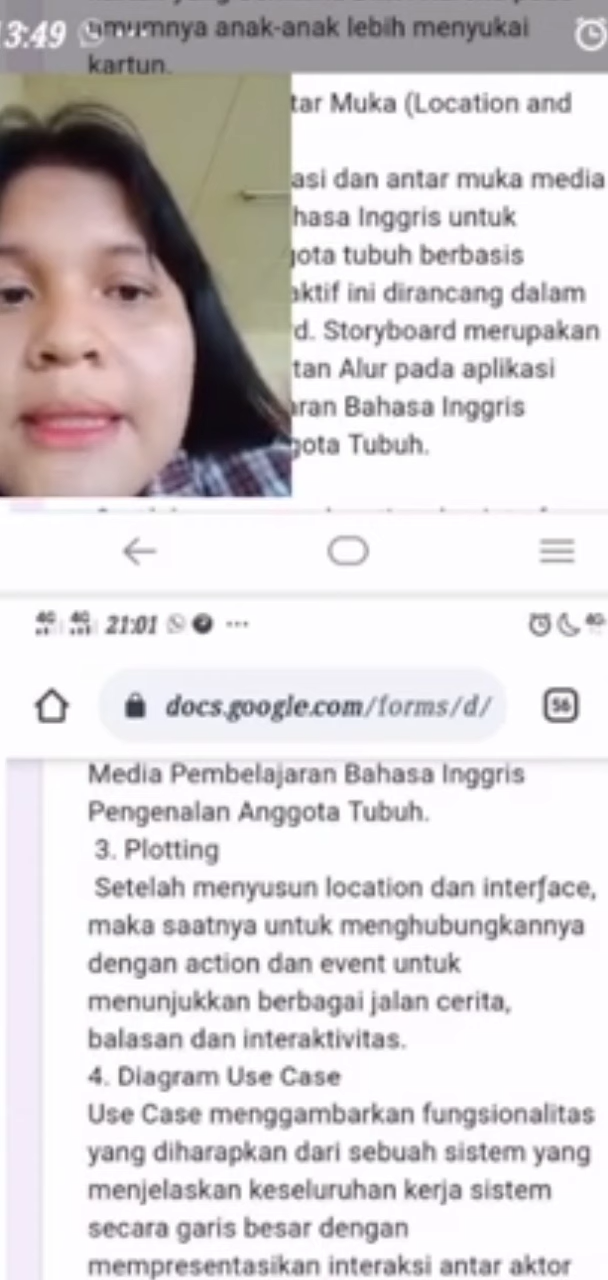 3:49
umumnya anak-anak lebih menyukai
kartun.
tar Muka (Location and
asi dan antar muka media
hasa Inggris untuk
gota tubuh berbasis
aktif ini dirancang dalam
d. Storyboard merupakan
tan Alur pada aplikasi
aran Bahasa Inggris
gota Tubuh.
4G 4G 21:01 ... 4G
docs.google.com/forms/d/ 56
Media Pembelajaran Bahasa Inggris
Pengenalan Anggota Tubuh.
3. Plotting
Setelah menyusun location dan interface,
maka saatnya untuk menghubungkannya
dengan action dan event untuk
menunjukkan berbagai jalan cerita,
balasan dan interaktivitas.
4. Diagram Use Case
Use Case menggambarkan fungsionalitas
yang diharapkan dari sebuah sistem yang
menjelaskan keseluruhan kerja sistem
secara garis besar dengan
mempresentasikan interaksi antar aktor